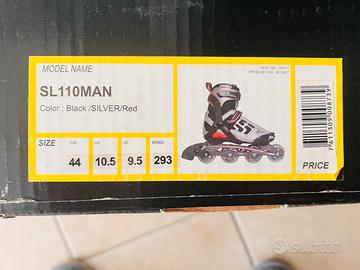 MODEL NAME
SL110MAN
Color : Black /SILVER/Red
SIZE
EUR
44
US
10.5
UK
9.5
MONDO
293
PRICE
7611309008739
subito